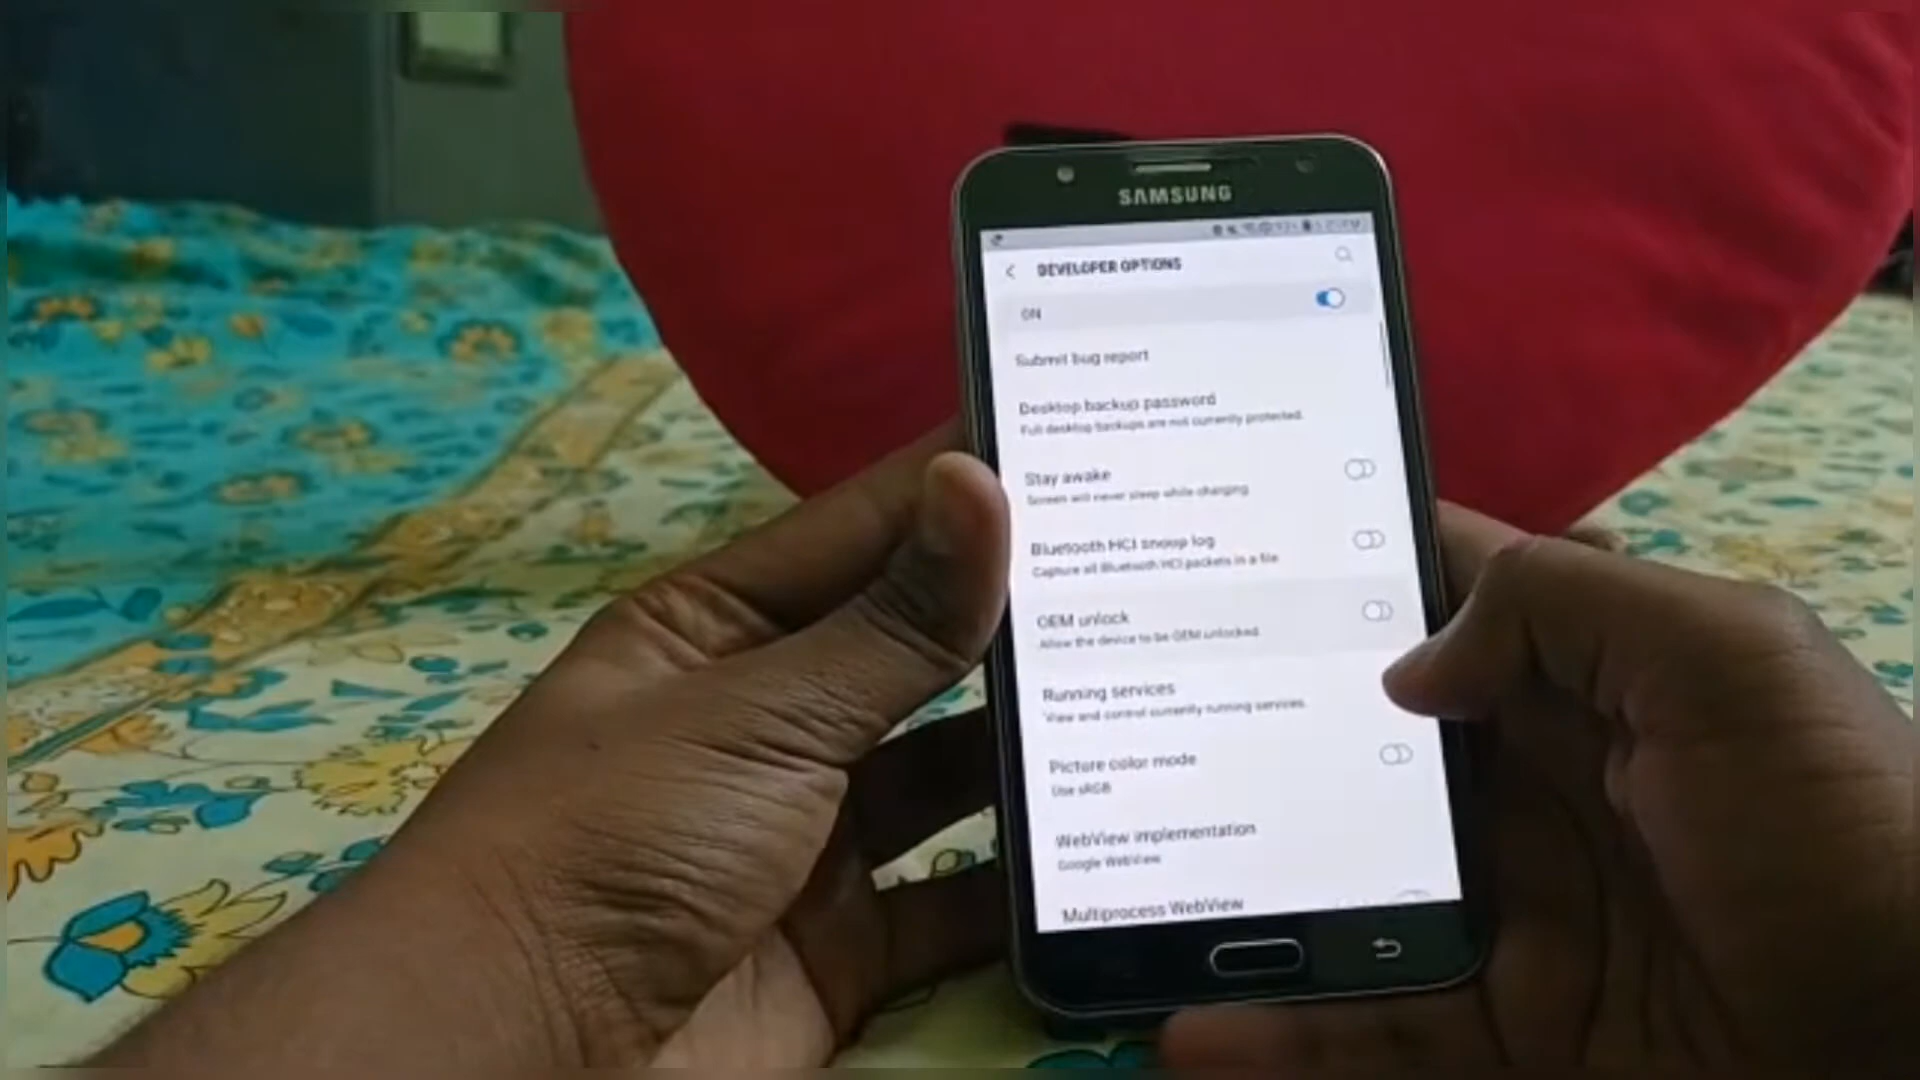 SAMSUNG
DEVELOPER OPTIONS
ON
Submit bug report
Desktop backup password
Full desktop backups are not currently protected.
Stay awake
Screen will never sleep while charging.
Bluetooth HCI snoop log
Capture all Bluetooth HCI packets in a file
OEM unlock
Allow the device to be OEM unlocked.
Running services
View and control currently running services.
Picture color mode
Use sRGB
WebView implementation
Google WebView
Multiprocess WebView